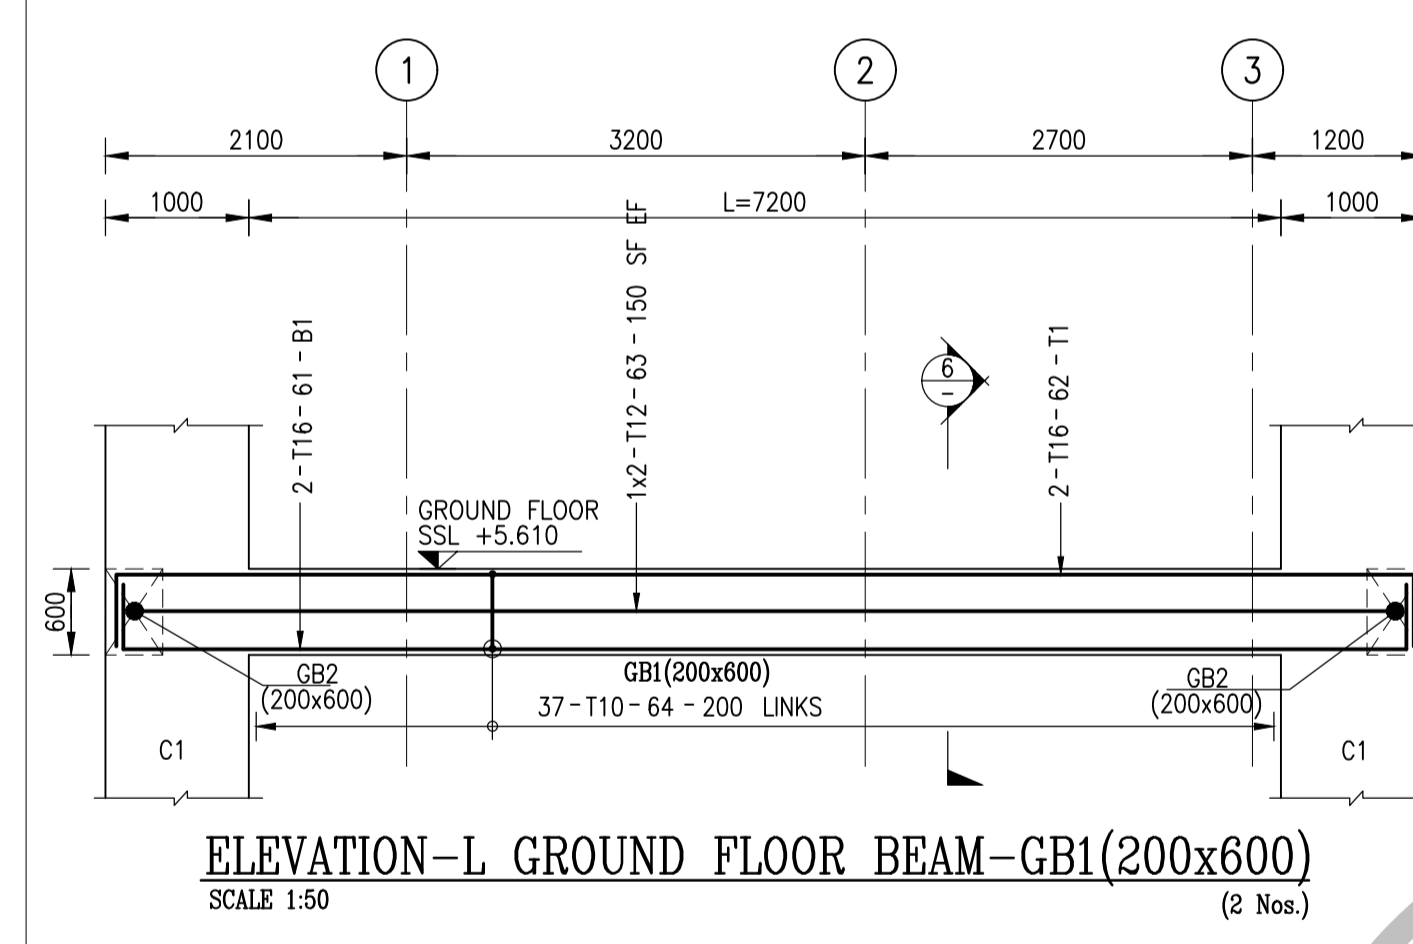 1
2
3
2100
3200
2700
1200
1000
L=7200
1000
2-T16-61-B1
1x2-T12-63-150 SF EF
2-T16-62-T1
6
-
GROUND FLOOR
SSL +5.610
600
GB2
(200x600)
GB1(200x600)
37-T10-64-200 LINKS
GB2
(200x600)
C1
C1
ELEVATION-L GROUND FLOOR BEAM-GB1(200x600)
SCALE 1:50
(2 Nos.)